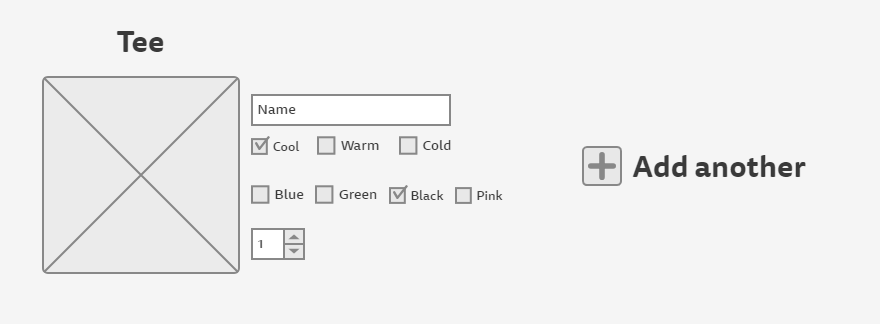 Tee
Name
Cool Warm Cold
Blue Green Black Pink
1
Add another